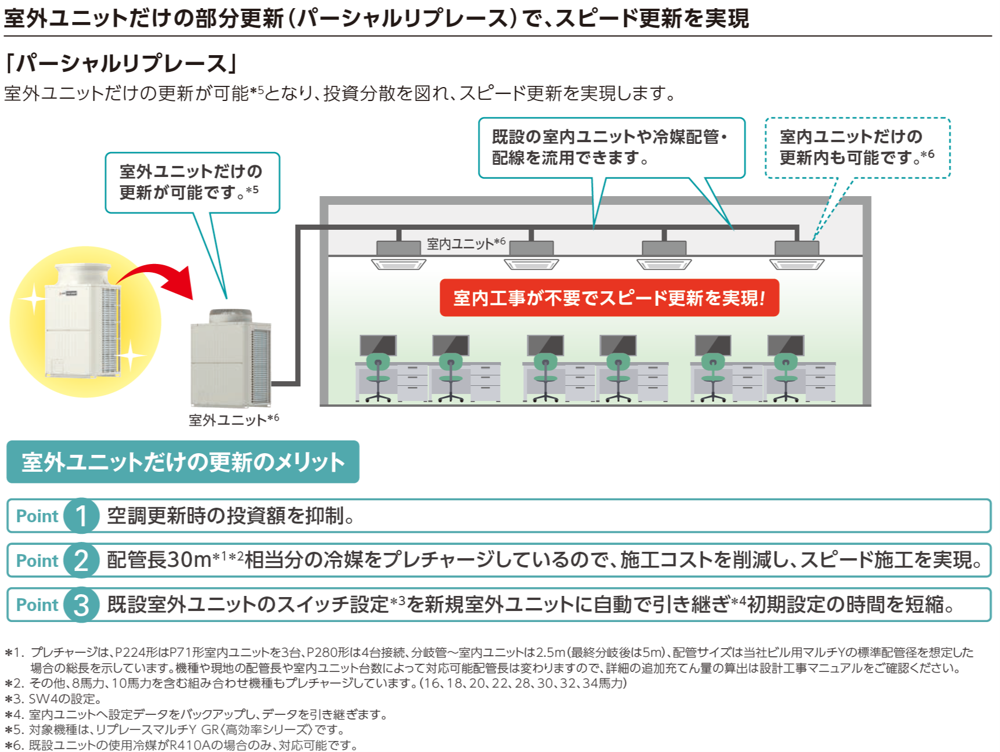 室外ユニットだけの部分更新(パーシャルリプレース)で、スピード更新を実現
「パーシャルリプレース」
室外ユニットだけの更新が可能*5となり、投資分散を図れ、スピード更新を実現します。
室外ユニットだけの
更新が可能です。*5
既設の室内ユニットや冷媒配管・
配線を流用できます。
室内ユニットだけの
更新内も可能です。*6
室内ユニット*6
室内工事が不要でスピード更新を実現!
室外ユニット*6
室外ユニットだけの更新のメリット
Point 1 空調更新時の投資額を抑制。
Point 2 配管長30m*1*2相当分の冷媒をプレチャージしているので、施工コストを削減し、スピード施工を実現。
Point 3 既設室外ユニットのスイッチ設定*3を新規室外ユニットに自動で引き継ぎ*4初期設定の時間を短縮。
*1. プレチャージは、P224形はP71形室内ユニットを3台、P280形は4台接続、分岐管～室内ユニットは2.5m(最終分岐後は5m)、配管サイズは当社ビル用マルチYの標準配管径を想定した
場合の総長を示しています。機種や現地の配管長や室内ユニット台数によって対応可能配管長は変わりますので、詳細の追加充てん量の算出は設計工事マニュアルをご確認ください。
*2. その他、8馬力、10馬力を含む組み合わせ機種もプレチャージしています。(16、18、20、22、28、30、32、34馬力)
*3. SW4の設定。
*4. 室内ユニットへ設定データをバックアップし、データを引き継ぎます。
*5. 対象機種は、リプレースマルチY GR〈高効率シリーズ〉です。
*6. 既設ユニットの使用冷媒がR410Aの場合のみ、対応可能です。